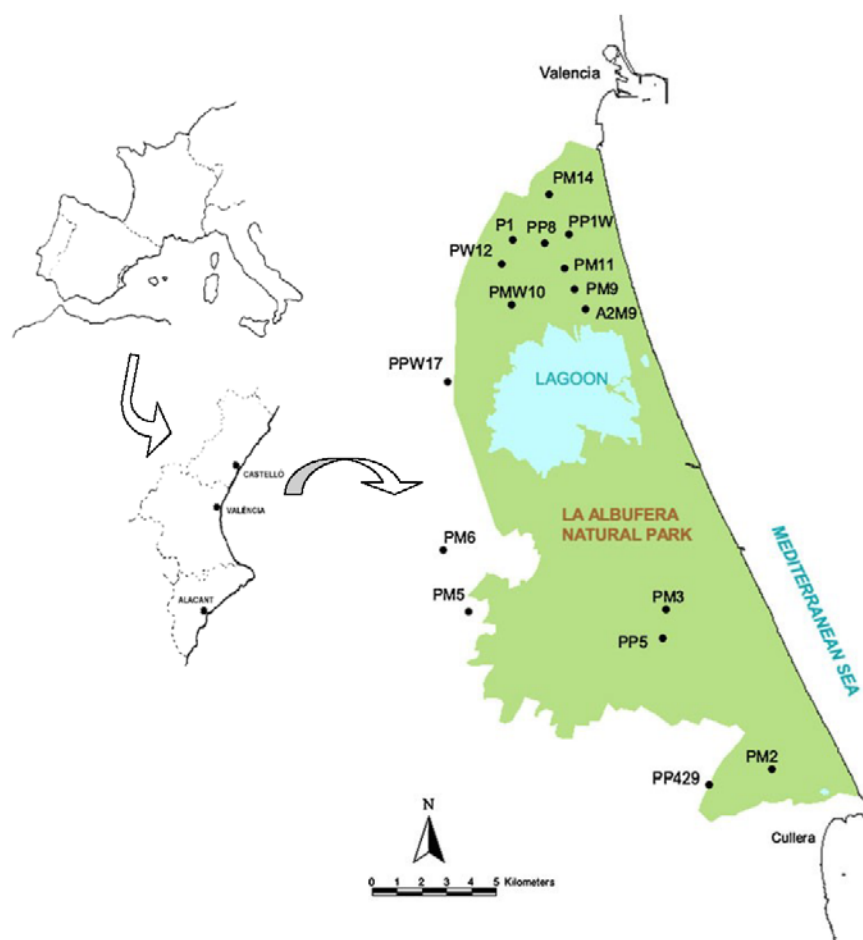 Valencia
PM14
P1
PP8
PP1W
PW12
PM11
PMW10
PM9
A2M9
PPW17
LAGOON
CASTELLÓ
VALÈNCIA
ALACANT
LA ALBUFERA
NATURAL PARK
PM6
PM5
PM3
PP5
MEDITERRANEAN SEA
PM2
PP429
Cullera
N
0 1 2 3 4 5 Kilometers